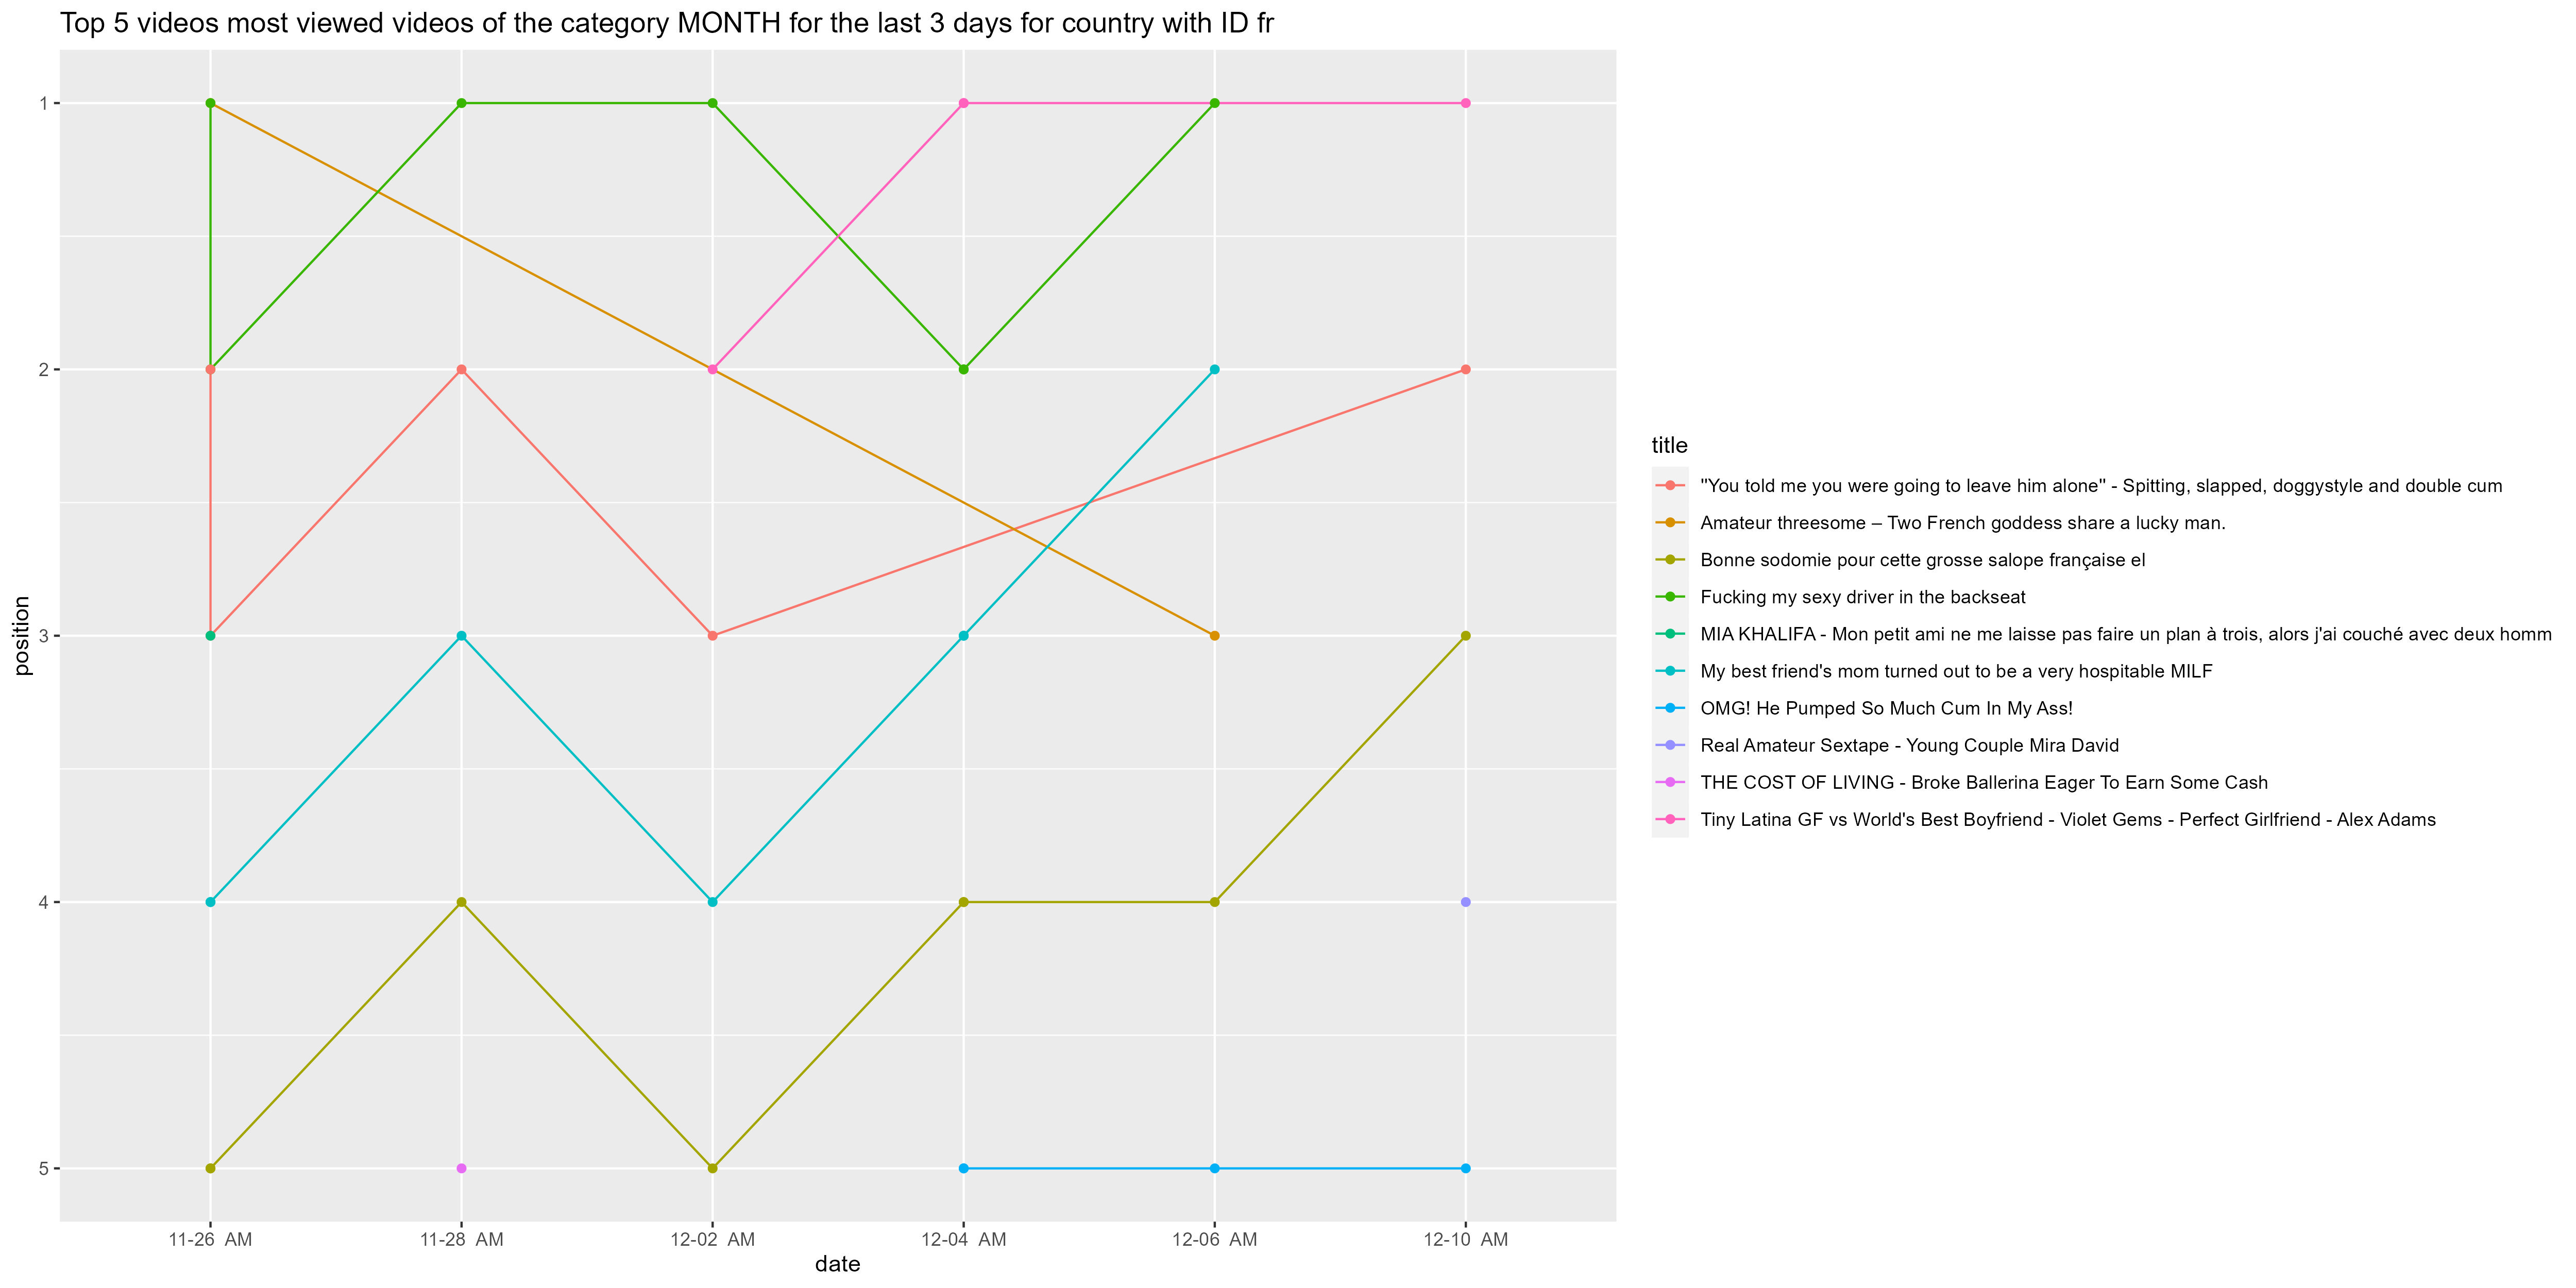 Top 5 videos most viewed videos of the category MONTH for the last 3 days for country with ID fr
1
2
3
4
5
position
11-26 AM
11-28 AM
12-02 AM
12-04 AM
12-06 AM
12-10 AM
date
title
"You told me you were going to leave him alone" - Spitting, slapped, doggystyle and double cum
Amateur threesome – Two French goddess share a lucky man.
Bonne sodomie pour cette grosse salope française el
Fucking my sexy driver in the backseat
MIA KHALIFA - Mon petit ami ne me laisse pas faire un plan à trois, alors j'ai couché avec deux homm
My best friend's mom turned out to be a very hospitable MILF
OMG! He Pumped So Much Cum In My Ass!
Real Amateur Sextape - Young Couple Mira David
THE COST OF LIVING - Broke Ballerina Eager To Earn Some Cash
Tiny Latina GF vs World's Best Boyfriend - Violet Gems - Perfect Girlfriend - Alex Adams